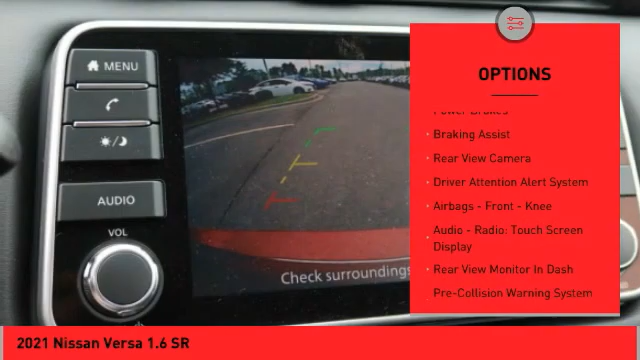 MENU
AUDIO
VOL
Check surroundings
OPTIONS
Power Brakes
Braking Assist
Rear View Camera
Driver Attention Alert System
Airbags - Front - Knee
Audio - Radio: Touch Screen
Display
Rear View Monitor In Dash
Pre-Collision Warning System
2021 Nissan Versa 1.6 SR